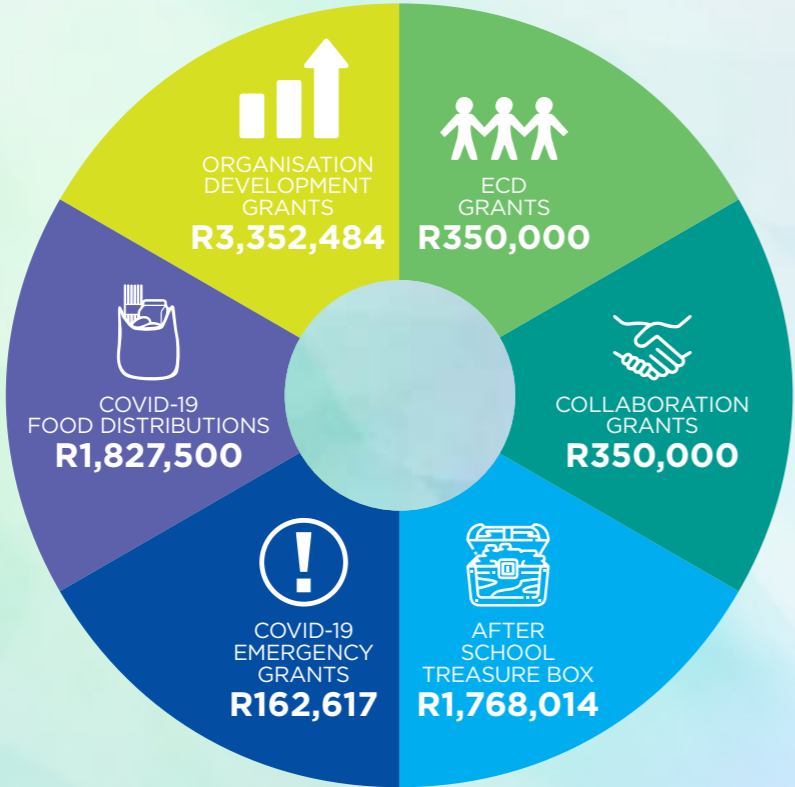 ORGANISATION
DEVELOPMENT
GRANTS
R3,352,484
ECD
GRANTS
R350,000
COVID-19
FOOD DISTRIBUTIONS
R1,827,500
COLLABORATION
GRANTS
R350,000
COVID-19
EMERGENCY
GRANTS
R162,617
AFTER
SCHOOL
TREASURE BOX
R1,768,014